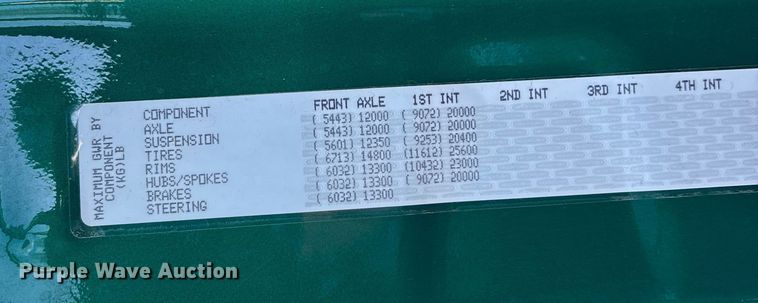 MAXIMUM GWR BY
COMPONENT
(KG)LB
COMPONENT FRONT AXLE 1ST INT 2ND INT 3RD INT 4TH INT
AXLE ( 5443) 12000 ( 9072) 20000
SUSPENSION ( 5443) 12000 ( 9072) 20000
TIRES ( 5601) 12350 ( 9253) 20400
RIMS ( 6713) 14800 (11612) 25600
HUBS/SPOKES ( 6032) 13300 (10432) 23000
BRAKES ( 6032) 13300 ( 9072) 20000
STEERING ( 6032) 13300
Purple Wave Auction